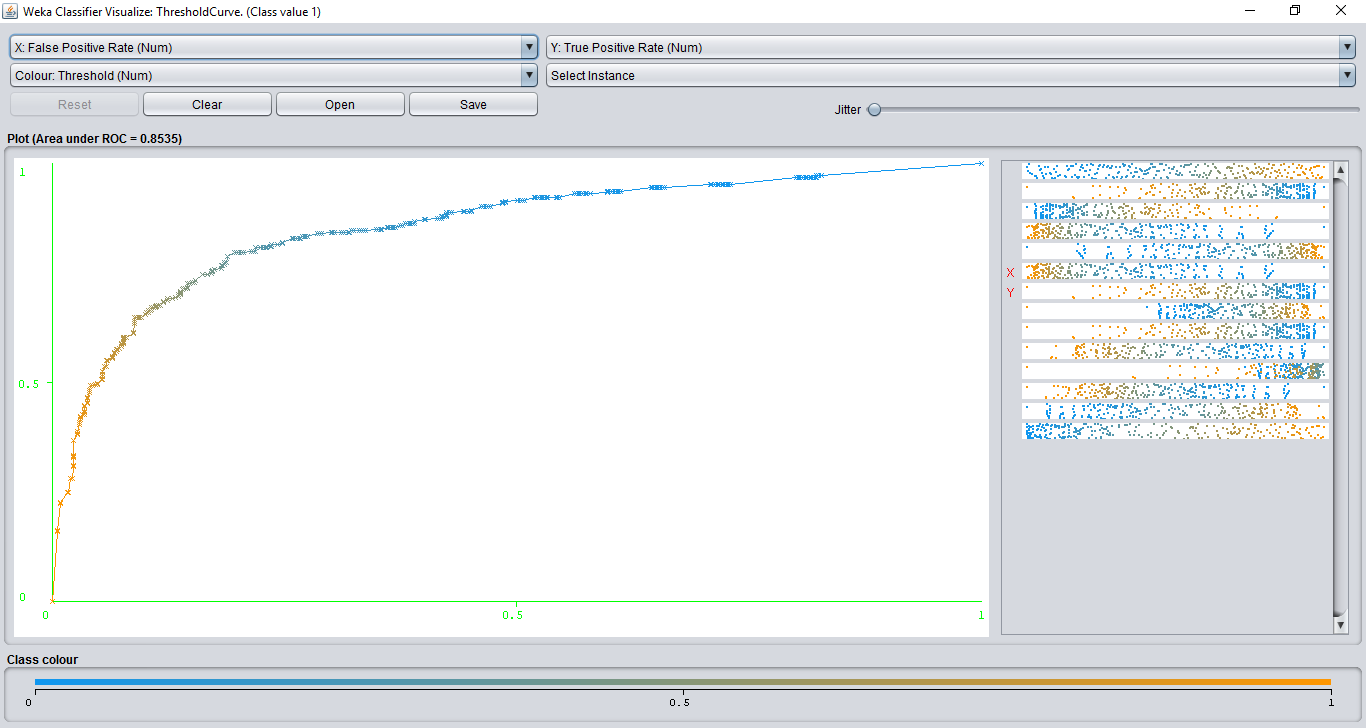 Weka Classifier Visualize: ThresholdCurve. (Class value 1)
X: False Positive Rate (Num) Y: True Positive Rate (Num)
Colour: Threshold (Num) Select Instance
Reset Clear Open Save Jitter
Plot (Area under ROC = 0.8535)
1
X
Y
0.5
0
0 0.5 1
Class colour
0 0.5 1